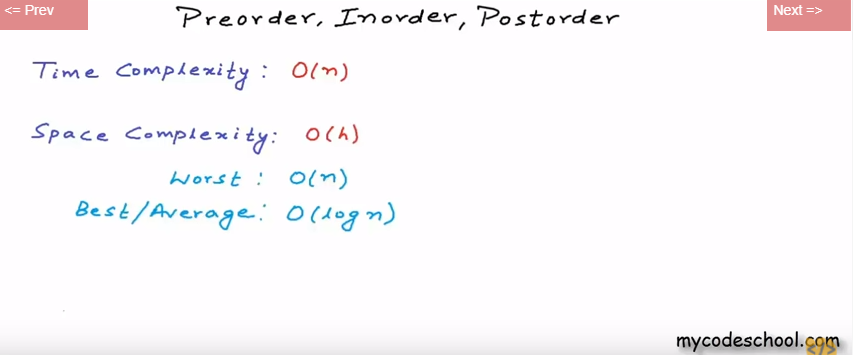 <= Prev
Preorder, Inorder, Postorder
Next =>
Time Complexity: O(n)
Space Complexity: O(h)
Worst: O(n)
Best/Average: O(log n)
mycodeschool.com
</>